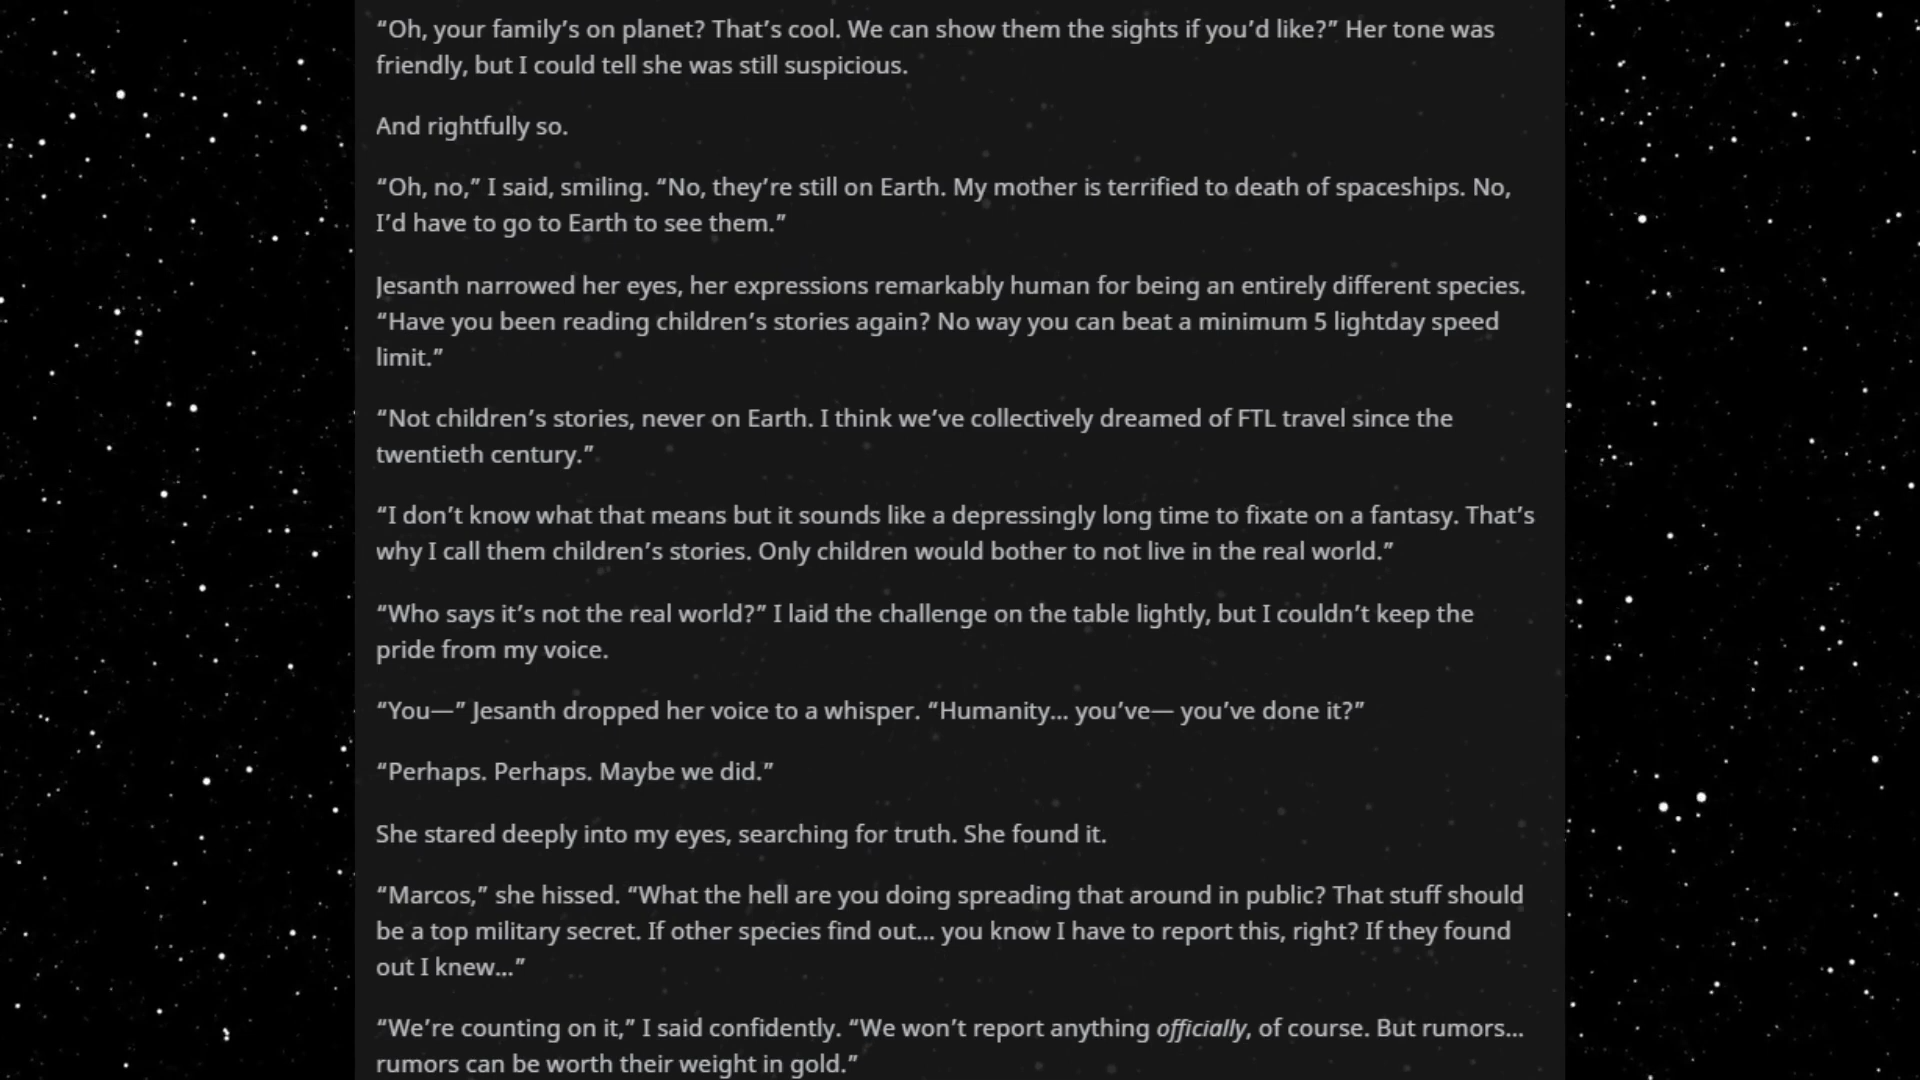 “Oh, your family’s on planet? That’s cool. We can show them the sights if you’d like?” Her tone was
friendly, but I could tell she was still suspicious.
And rightfully so.
“Oh, no,” I said, smiling. “No, they’re still on Earth. My mother is terrified to death of spaceships. No,
I’d have to go to Earth to see them.”
Jesanth narrowed her eyes, her expressions remarkably human for being an entirely different species.
“Have you been reading children’s stories again? No way you can beat a minimum 5 lightday speed
limit.”
“Not children’s stories, never on Earth. I think we’ve collectively dreamed of FTL travel since the
twentieth century.”
“I don’t know what that means but it sounds like a depressingly long time to fixate on a fantasy. That’s
why I call them children’s stories. Only children would bother to not live in the real world.”
“Who says it’s not the real world?” I laid the challenge on the table lightly, but I couldn’t keep the
pride from my voice.
“You—” Jesanth dropped her voice to a whisper. “Humanity... you’ve— you’ve done it?”
“Perhaps. Perhaps. Maybe we did.”
She stared deeply into my eyes, searching for truth. She found it.
“Marcos,” she hissed. “What the hell are you doing spreading that around in public? That stuff should
be a top military secret. If other species find out... you know I have to report this, right? If they found
out I knew...”
“We’re counting on it,” I said confidently. “We won’t report anything officially, of course. But rumors...
rumors can be worth their weight in gold.”